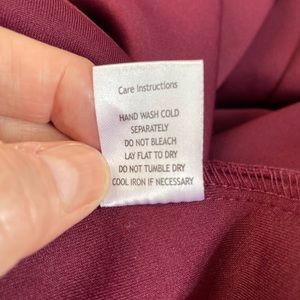 Care Instructions
HAND WASH COLD
SEPARATELY
DO NOT BLEACH
LAY FLAT TO DRY
DO NOT TUMBLE DRY
COOL IRON IF NECESSARY